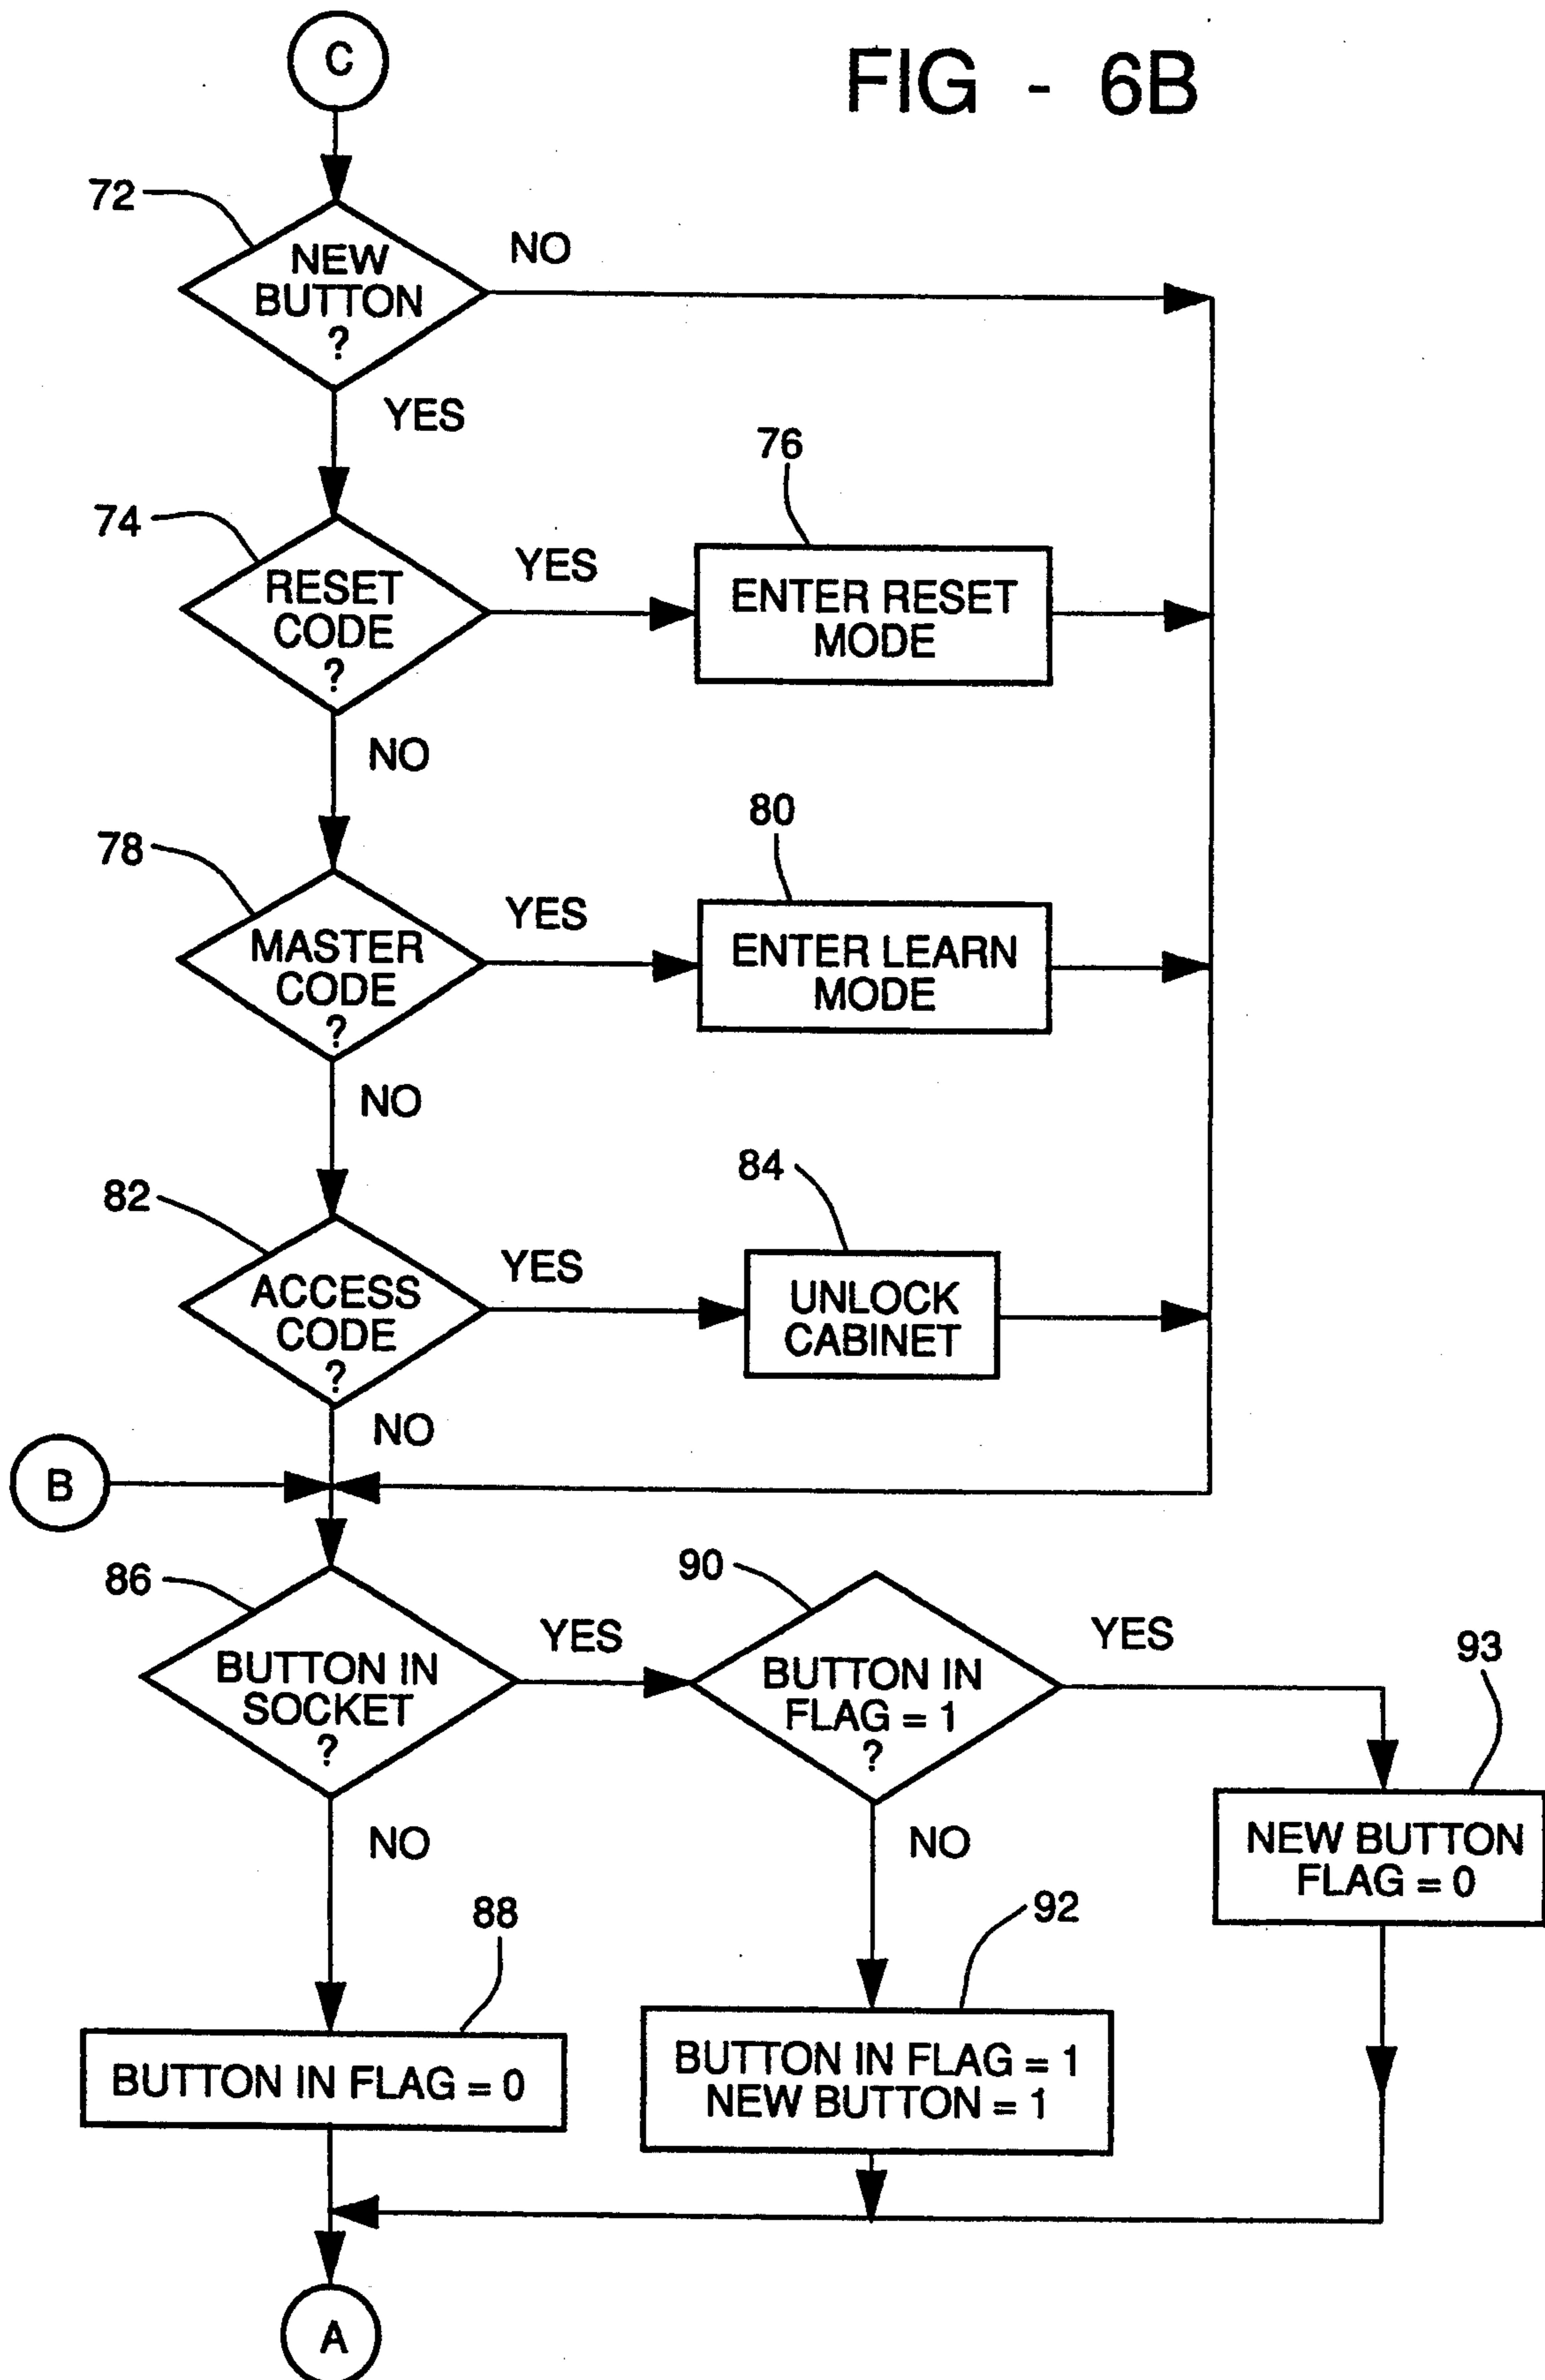 C
FIG - 6B
72
NEW
BUTTON
?
NO
YES
74
RESET
CODE
?
YES
76
ENTER RESET
MODE
NO
78
MASTER
CODE
?
YES
80
ENTER LEARN
MODE
NO
82
ACCESS
CODE
?
YES
84
UNLOCK
CABINET
NO
B
86
BUTTON IN
SOCKET
?
YES
90
BUTTON IN
FLAG = 1
?
YES
93
NEW BUTTON
FLAG = 0
NO
88
BUTTON IN FLAG = 0
NO
92
BUTTON IN FLAG = 1
NEW BUTTON = 1
A